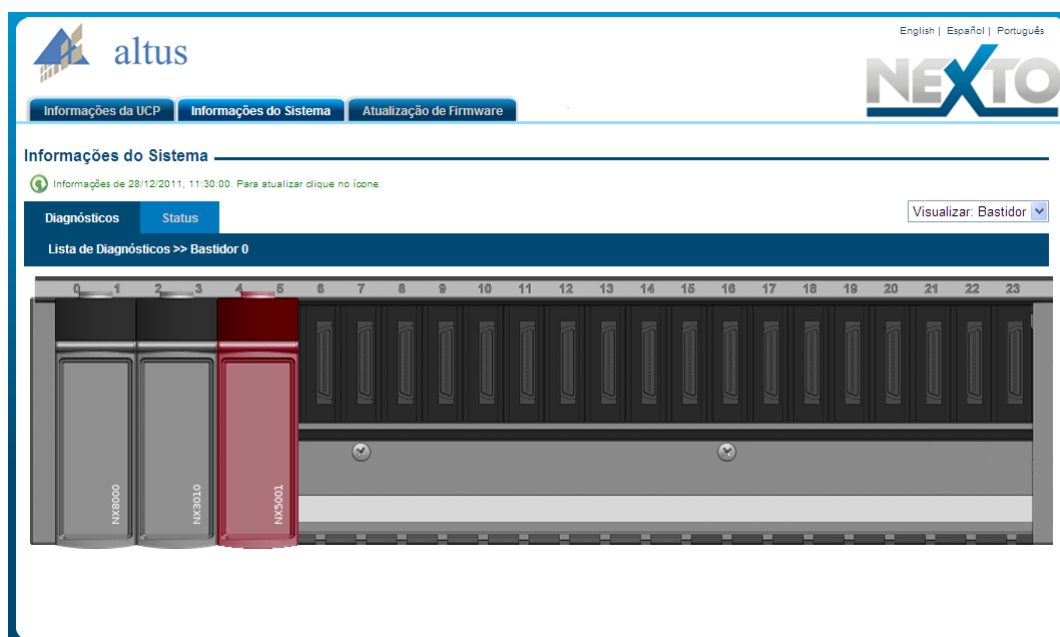 English | Español | Português
altus
NEXTO
Informações da UCP Informações do Sistema Atualização de Firmware
Informações do Sistema
Informações de 28/12/2011, 11:30:00. Para atualizar clique no ícone.
Diagnósticos Status Visualizar: Bastidor
Lista de Diagnósticos >> Bastidor 0
0 1 2 3 4 5 6 7 8 9 10 11 12 13 14 15 16 17 18 19 20 21 22 23
NX8000 NX3010 NX5001